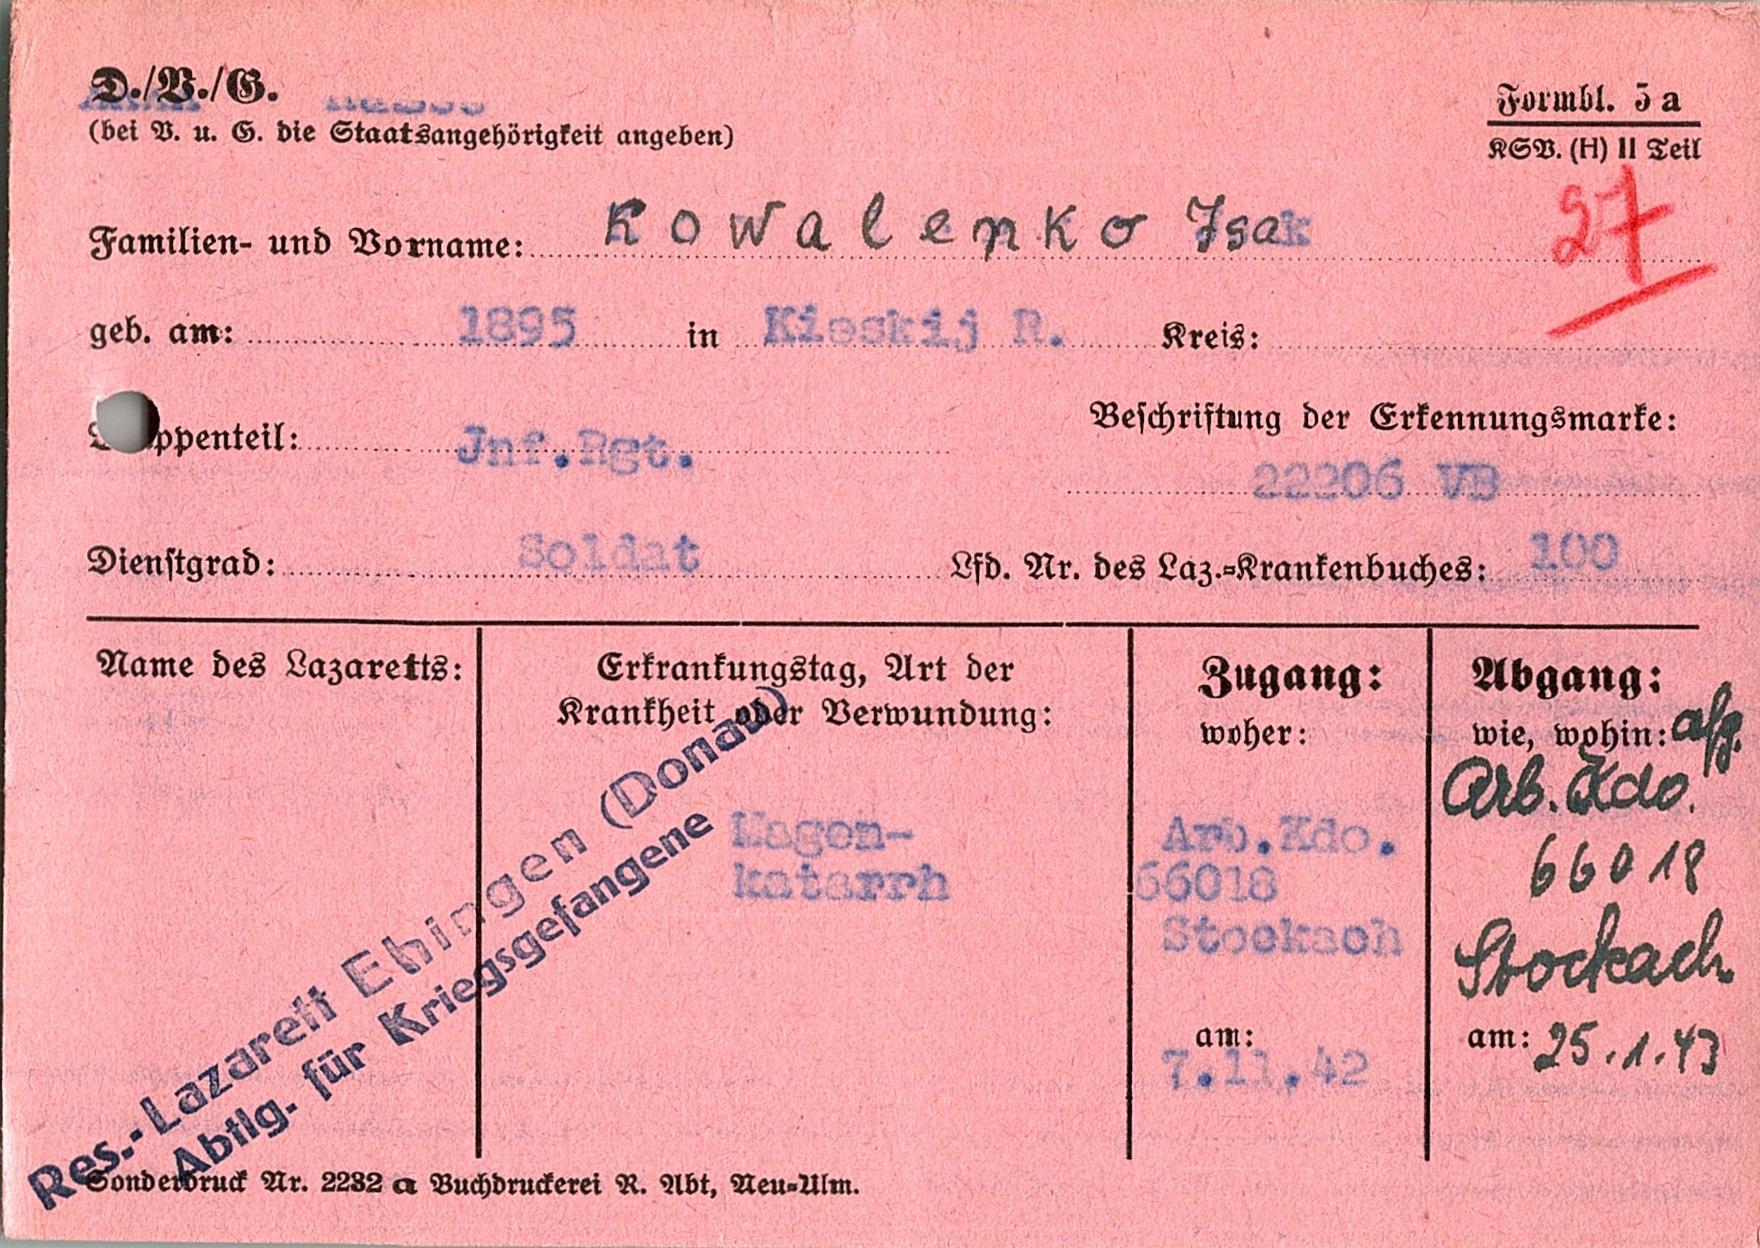 D./V./G.
(bei V. u. G. die Staatsangehörigkeit angeben)
Formbl. 5 a
KSV. (H) II Teil
27
Familien- und Vorname: Kowalenko Isak
geb. am: 1895 in Kieskij R. Kreis:
ppenteil: Jnf.Rgt.
Beschriftung der Erkennungsmarke:
22206 VB
Dienstgrad: Soldat
Lfd. Nr. des Laz.-Krankenbuches: 100
Name des Lazaretts:
Res.-Lazarett Ehingen (Donau)
Abtlg. für Kriegsgefangene
Erkrankungstag, Art der
Krankheit oder Verwundung:
Magen-
katarrh
Zugang:
woher:
Arb.Kdo.
66018
Stockach
am:
7.11.42
Abgang:
wie, wohin:
Arb. Kdo.
66018
Stockach
am: 25.1.43
Sonderdruck Nr. 2282 a Buchdruckerei R. Abt, Neu-Ulm.